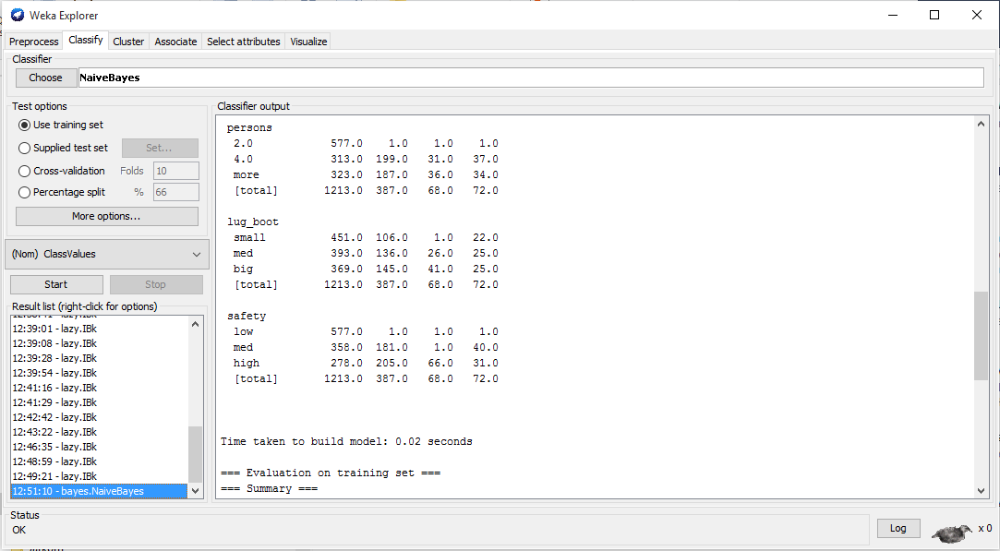 Weka Explorer
Preprocess Classify Cluster Associate Select attributes Visualize
Classifier
Choose NaiveBayes
Test options
Use training set
Supplied test set Set...
Cross-validation Folds 10
Percentage split % 66
More options...
(Nom) ClassValues
Start Stop
Result list (right-click for options)
12:39:01 - lazy.IBk
12:39:08 - lazy.IBk
12:39:28 - lazy.IBk
12:39:54 - lazy.IBk
12:41:16 - lazy.IBk
12:41:29 - lazy.IBk
12:42:42 - lazy.IBk
12:43:22 - lazy.IBk
12:46:35 - lazy.IBk
12:48:59 - lazy.IBk
12:49:21 - lazy.IBk
12:51:10 - bayes.NaiveBayes
Classifier output
persons
2.0 577.0 1.0 1.0 1.0
4.0 313.0 199.0 31.0 37.0
more 323.0 187.0 36.0 34.0
[total] 1213.0 387.0 68.0 72.0
lug_boot
small 451.0 106.0 1.0 22.0
med 393.0 136.0 26.0 25.0
big 369.0 145.0 41.0 25.0
[total] 1213.0 387.0 68.0 72.0
safety
low 577.0 1.0 1.0 1.0
med 358.0 181.0 1.0 40.0
high 278.0 205.0 66.0 31.0
[total] 1213.0 387.0 68.0 72.0
Time taken to build model: 0.02 seconds
=== Evaluation on training set ===
=== Summary ===
Status
OK
Log x 0